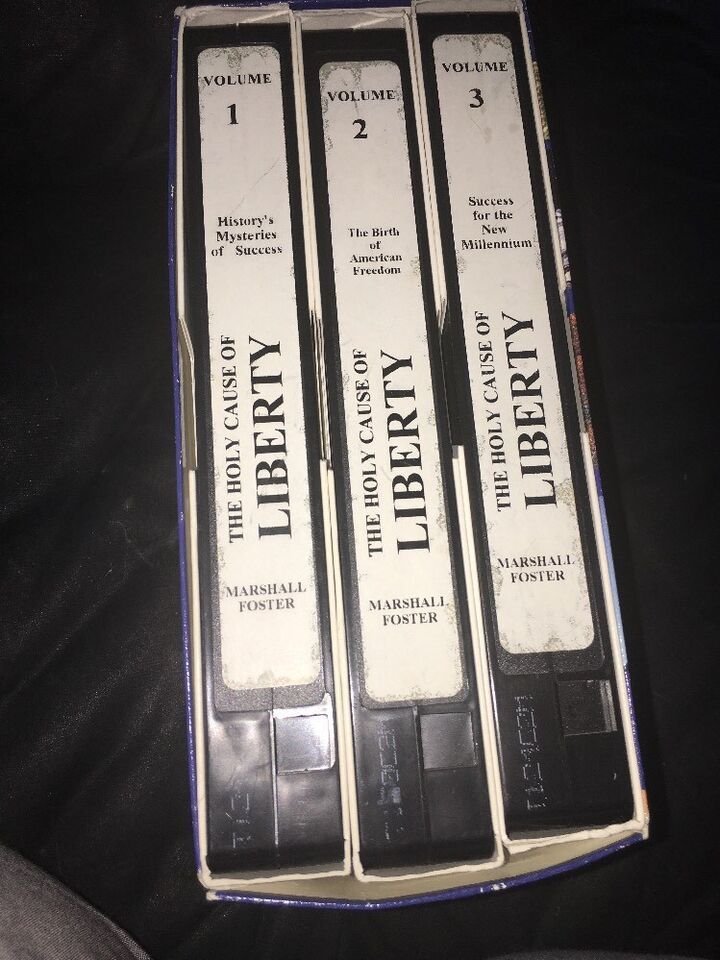 VOLUME
1
History's
Mysteries
of Success
THE HOLY CAUSE OF
LIBERTY
MARSHALL
FOSTER
VOLUME
2
The Birth
of
American
Freedom
THE HOLY CAUSE OF
LIBERTY
MARSHALL
FOSTER
VOLUME
3
Success
for the
New
Millennium
THE HOLY CAUSE OF
LIBERTY
MARSHALL
FOSTER